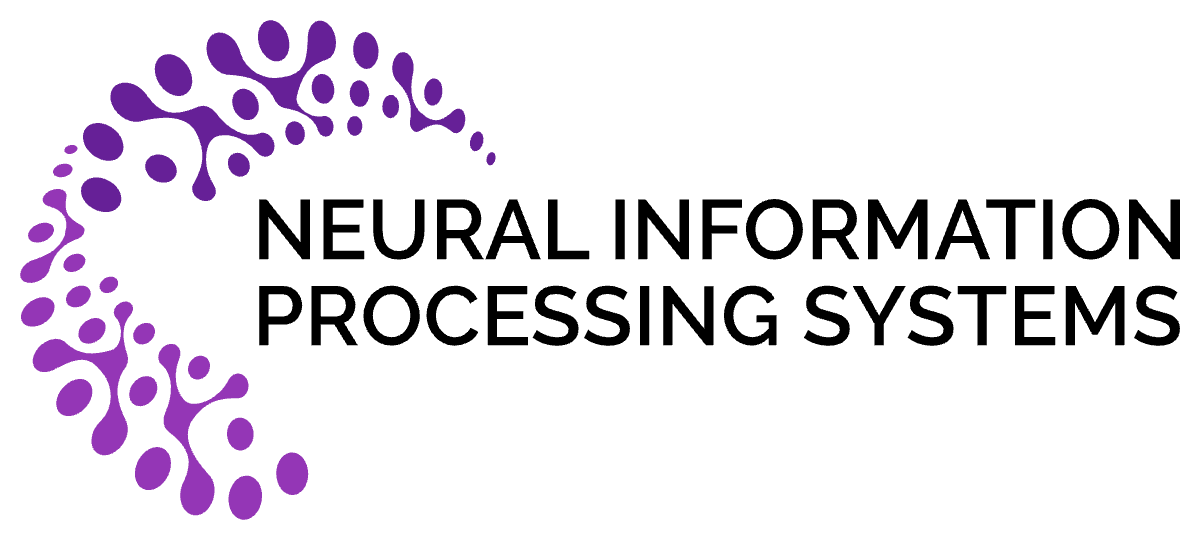 NEURAL INFORMATION
PROCESSING SYSTEMS